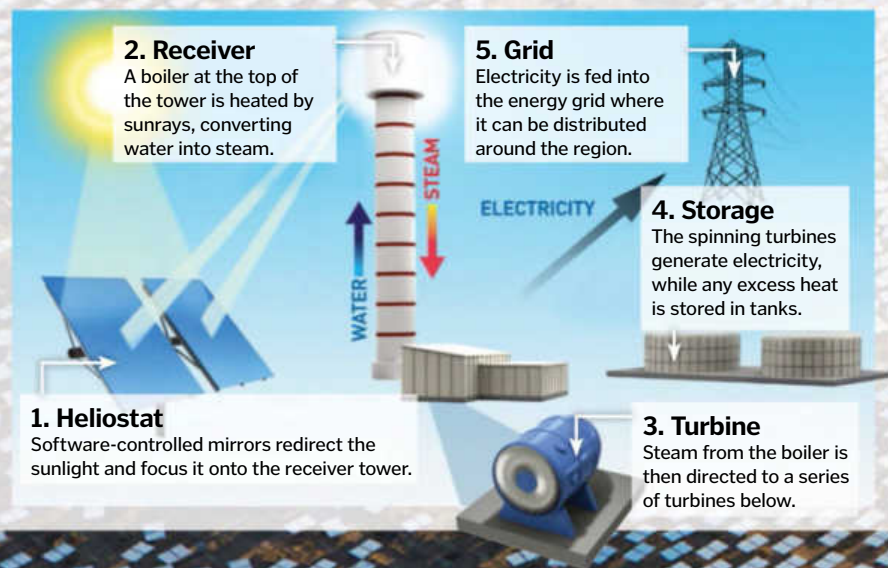 2. Receiver
A boiler at the top of
the tower is heated by
sunrays, converting
water into steam.
5. Grid
Electricity is fed into
the energy grid where
it can be distributed
around the region.
STEAM
WATER
ELECTRICITY
4. Storage
The spinning turbines
generate electricity,
while any excess heat
is stored in tanks.
1. Heliostat
Software-controlled mirrors redirect the
sunlight and focus it onto the receiver tower.
3. Turbine
Steam from the boiler is
then directed to a series
of turbines below.